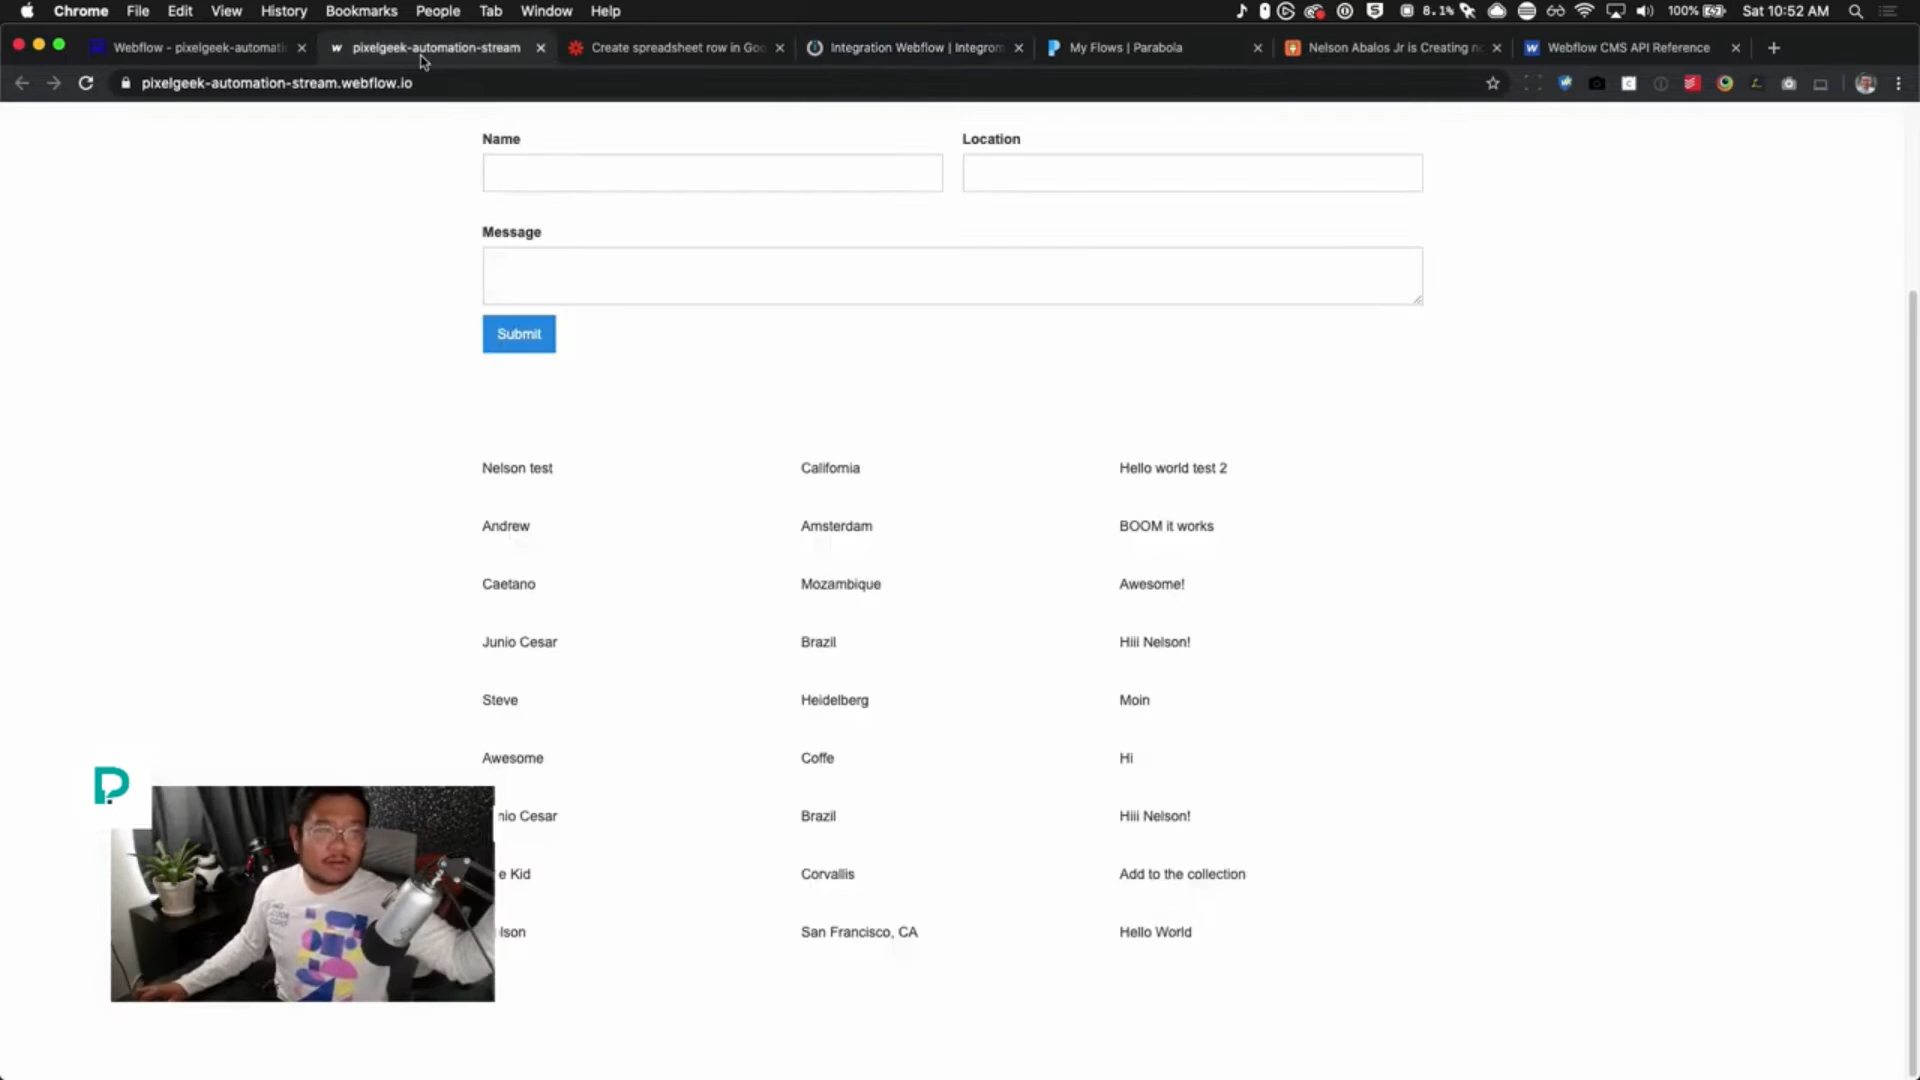 Chrome File Edit View History Bookmarks People Tab Window Help
8.1% 100% Sat 10:52 AM
Webflow - pixelgeek-automati
pixelgeek-automation-stream
Create spreadsheet row in Goo
Integration Webflow | Integrom
My Flows | Parabola
Nelson Abalos Jr is Creating n
Webflow CMS API Reference
pixelgeek-automation-stream.webflow.io
Name Location
Message
Submit
Nelson test California Hello world test 2
Andrew Amsterdam BOOM it works
Caetano Mozambique Awesome!
Junio Cesar Brazil Hiii Nelson!
Steve Heidelberg Moin
Awesome Coffe Hi
nio Cesar Brazil Hiii Nelson!
e Kid Corvallis Add to the collection
lson San Francisco, CA Hello World